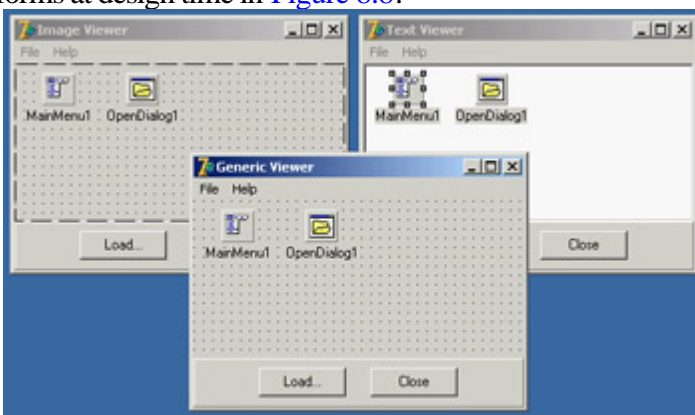 forms at design time in Figure 8.8.
Image Viewer
File Help
MainMenu1 OpenDialog1
Load...
Text Viewer
File Help
MainMenu1 OpenDialog1
Close
Generic Viewer
File Help
MainMenu1 OpenDialog1
Load... Close